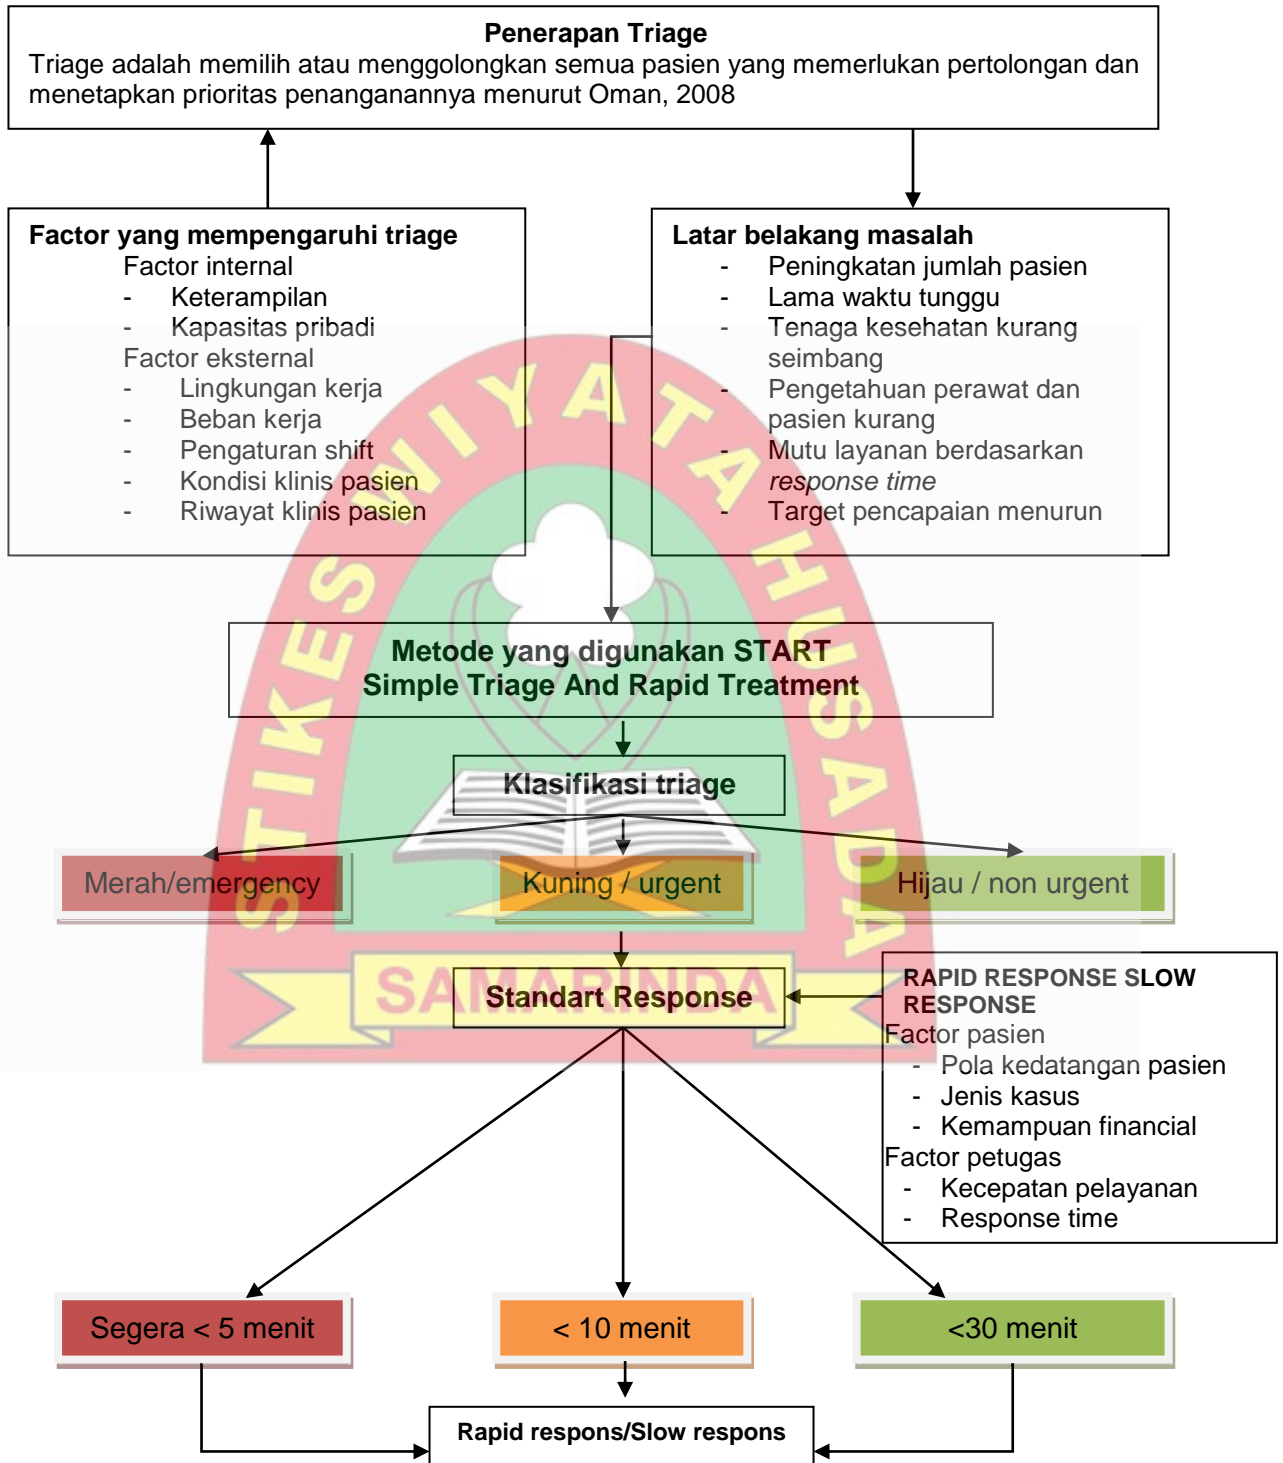 Penerapan Triage
Triage adalah memilih atau menggolongkan semua pasien yang memerlukan pertolongan dan
menetapkan prioritas penanganannya menurut Oman, 2008
Factor yang mempengaruhi triage
Factor internal
- Keterampilan
- Kapasitas pribadi
Factor eksternal
- Lingkungan kerja
- Beban kerja
- Pengaturan shift
- Kondisi klinis pasien
- Riwayat klinis pasien
Latar belakang masalah
- Peningkatan jumlah pasien
- Lama waktu tunggu
- Tenaga kesehatan kurang
seimbang
- Pengetahuan perawat dan
pasien kurang
- Mutu layanan berdasarkan
response time
- Target pencapaian menurun
STIKES WIYATA HUSADA
Metode yang digunakan START
Simple Triage And Rapid Treatment
Klasifikasi triage
Merah/emergency
Kuning / urgent
Hijau / non urgent
SAMARINDA
Standart Response
RAPID RESPONSE SLOW
RESPONSE
Factor pasien
- Pola kedatangan pasien
- Jenis kasus
- Kemampuan financial
Factor petugas
- Kecepatan pelayanan
- Response time
Segera < 5 menit
< 10 menit
<30 menit
Rapid respons/Slow respons